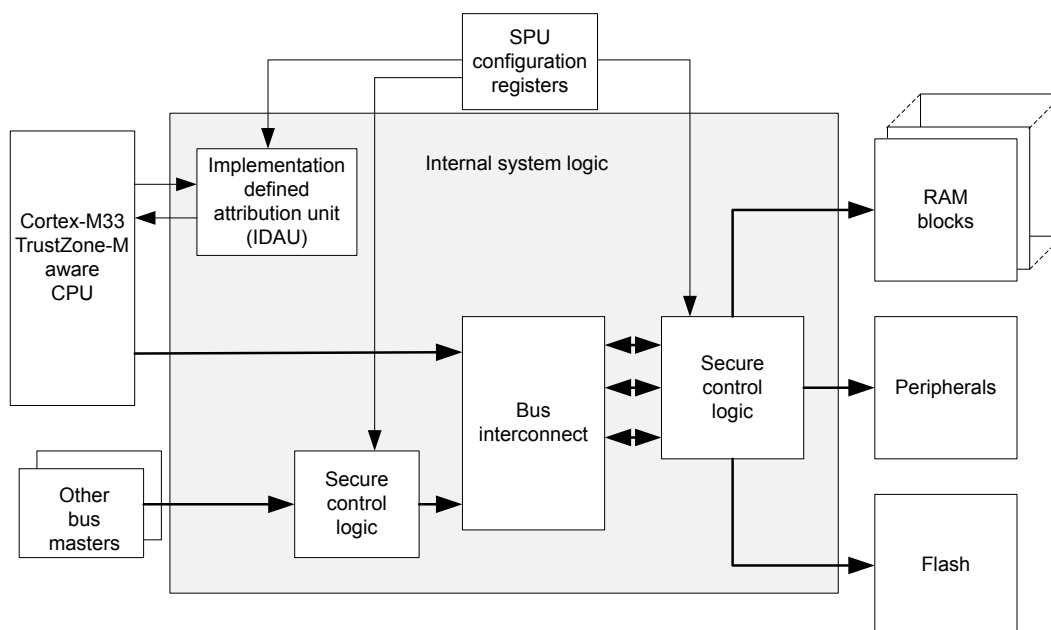 SPU
configuration
registers
Internal system logic
Implementation
defined
attribution unit
(IDAU)
Cortex-M33
TrustZone-M
aware
CPU
RAM
blocks
Bus
interconnect
Secure
control
logic
Peripherals
Other
bus
masters
Secure
control
logic
Flash